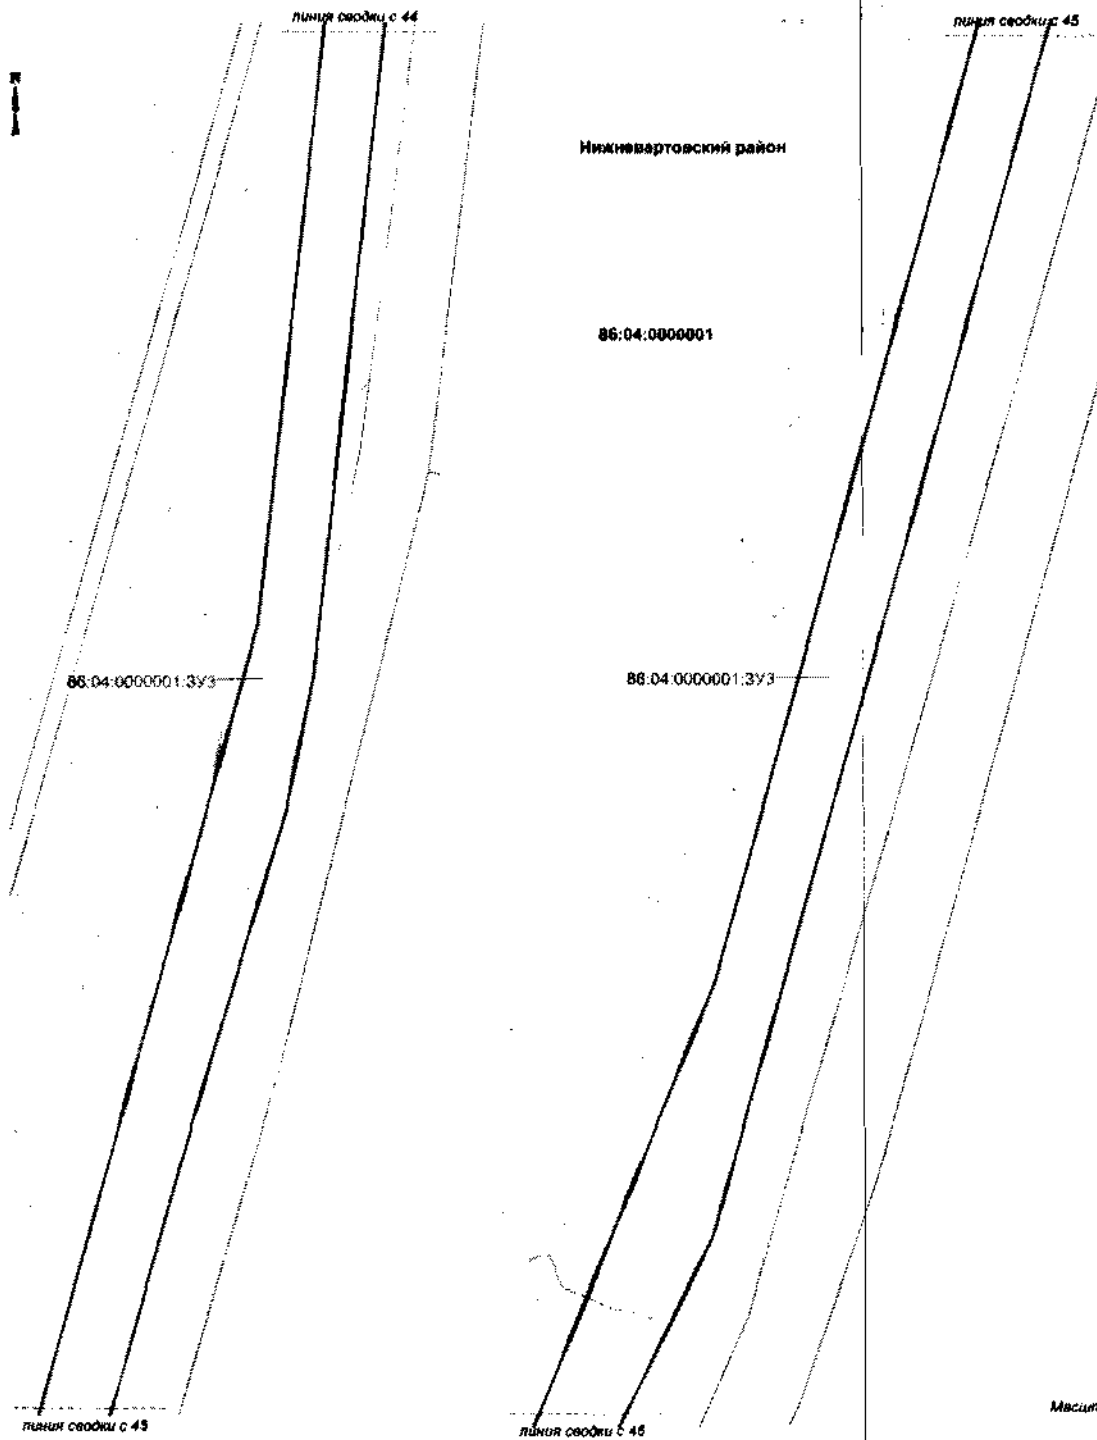 линия сводки с 44
линия сводки с 45
Нижневартовский район
86:04:0000001
86:04:0000001:ЗУ3
86:04:0000001:ЗУ3
линия сводки с 45
линия сводки с 46